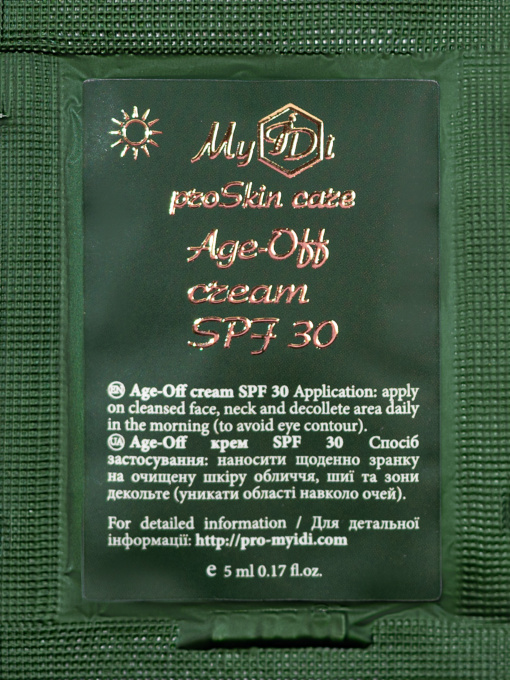 MyIDi
proSkin care
Age-Off
cream
SPF 30
EN Age-Off cream SPF 30 Application: apply
on cleansed face, neck and decollete area daily
in the morning (to avoid eye contour).
UA Age-Off крем SPF 30 Спосіб
застосування: наносити щоденно зранку
на очищену шкіру обличчя, шиї та зони
декольте (уникати області навколо очей).
For detailed information / Для детальної
інформації: http://pro-myidi.com
e 5 ml 0.17 fl.oz.